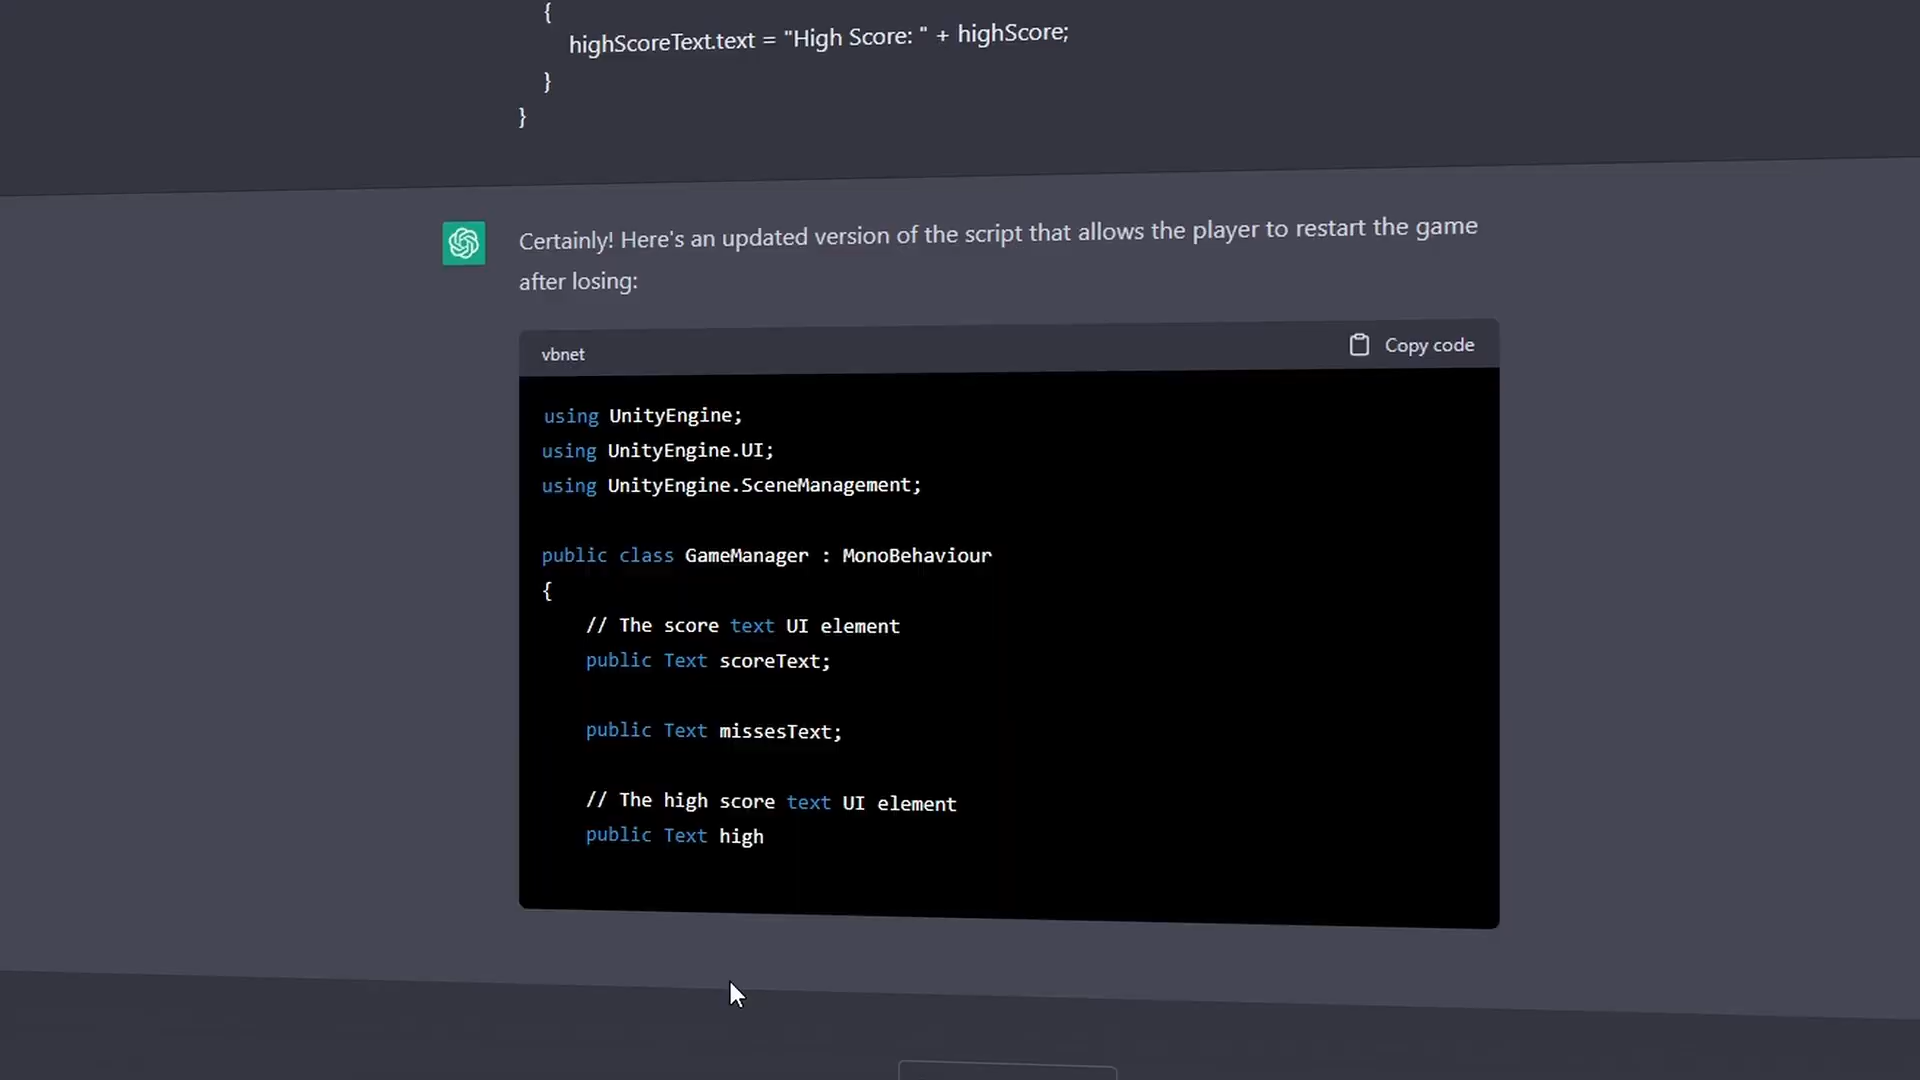 {
highScoreText.text = "High Score: " + highScore;
}
}
Certainly! Here's an updated version of the script that allows the player to restart the game
after losing:
vbnet
Copy code
using UnityEngine;
using UnityEngine.UI;
using UnityEngine.SceneManagement;
public class GameManager : MonoBehaviour
{
// The score text UI element
public Text scoreText;
public Text missesText;
// The high score text UI element
public Text high